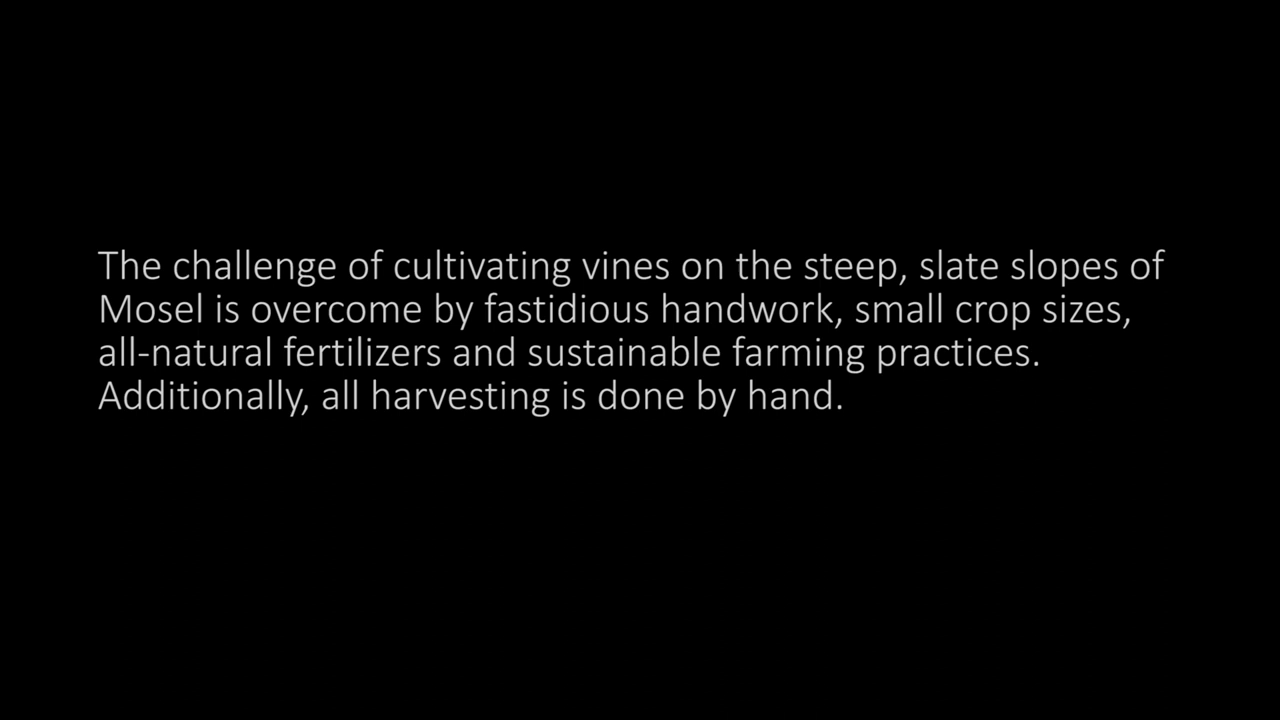 The challenge of cultivating vines on the steep, slate slopes of
Mosel is overcome by fastidious handwork, small crop sizes,
all-natural fertilizers and sustainable farming practices.
Additionally, all harvesting is done by hand.